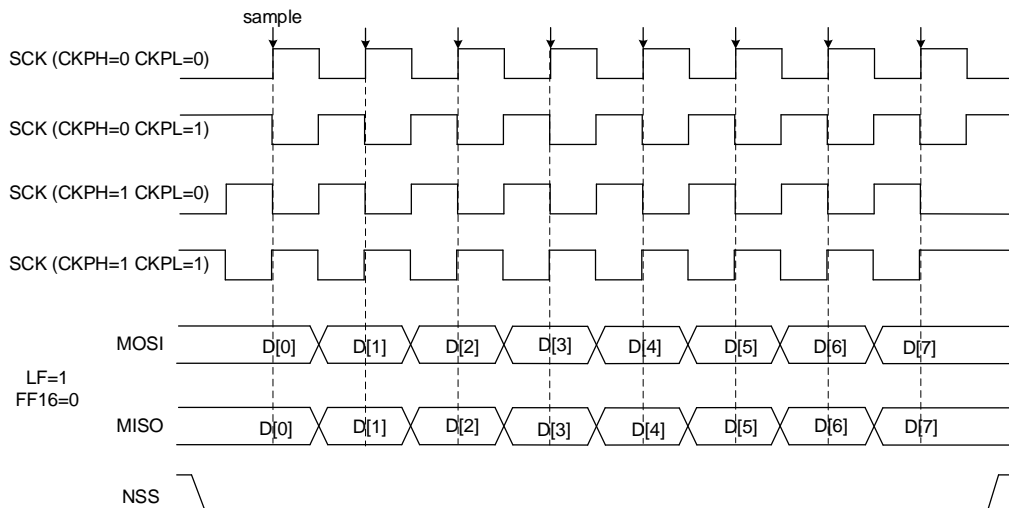 sample
SCK (CKPH=0 CKPL=0)
SCK (CKPH=0 CKPL=1)
SCK (CKPH=1 CKPL=0)
SCK (CKPH=1 CKPL=1)
MOSI
D[0] D[1] D[2] D[3] D[4] D[5] D[6] D[7]
LF=1
FF16=0
MISO
D[0] D[1] D[2] D[3] D[4] D[5] D[6] D[7]
NSS